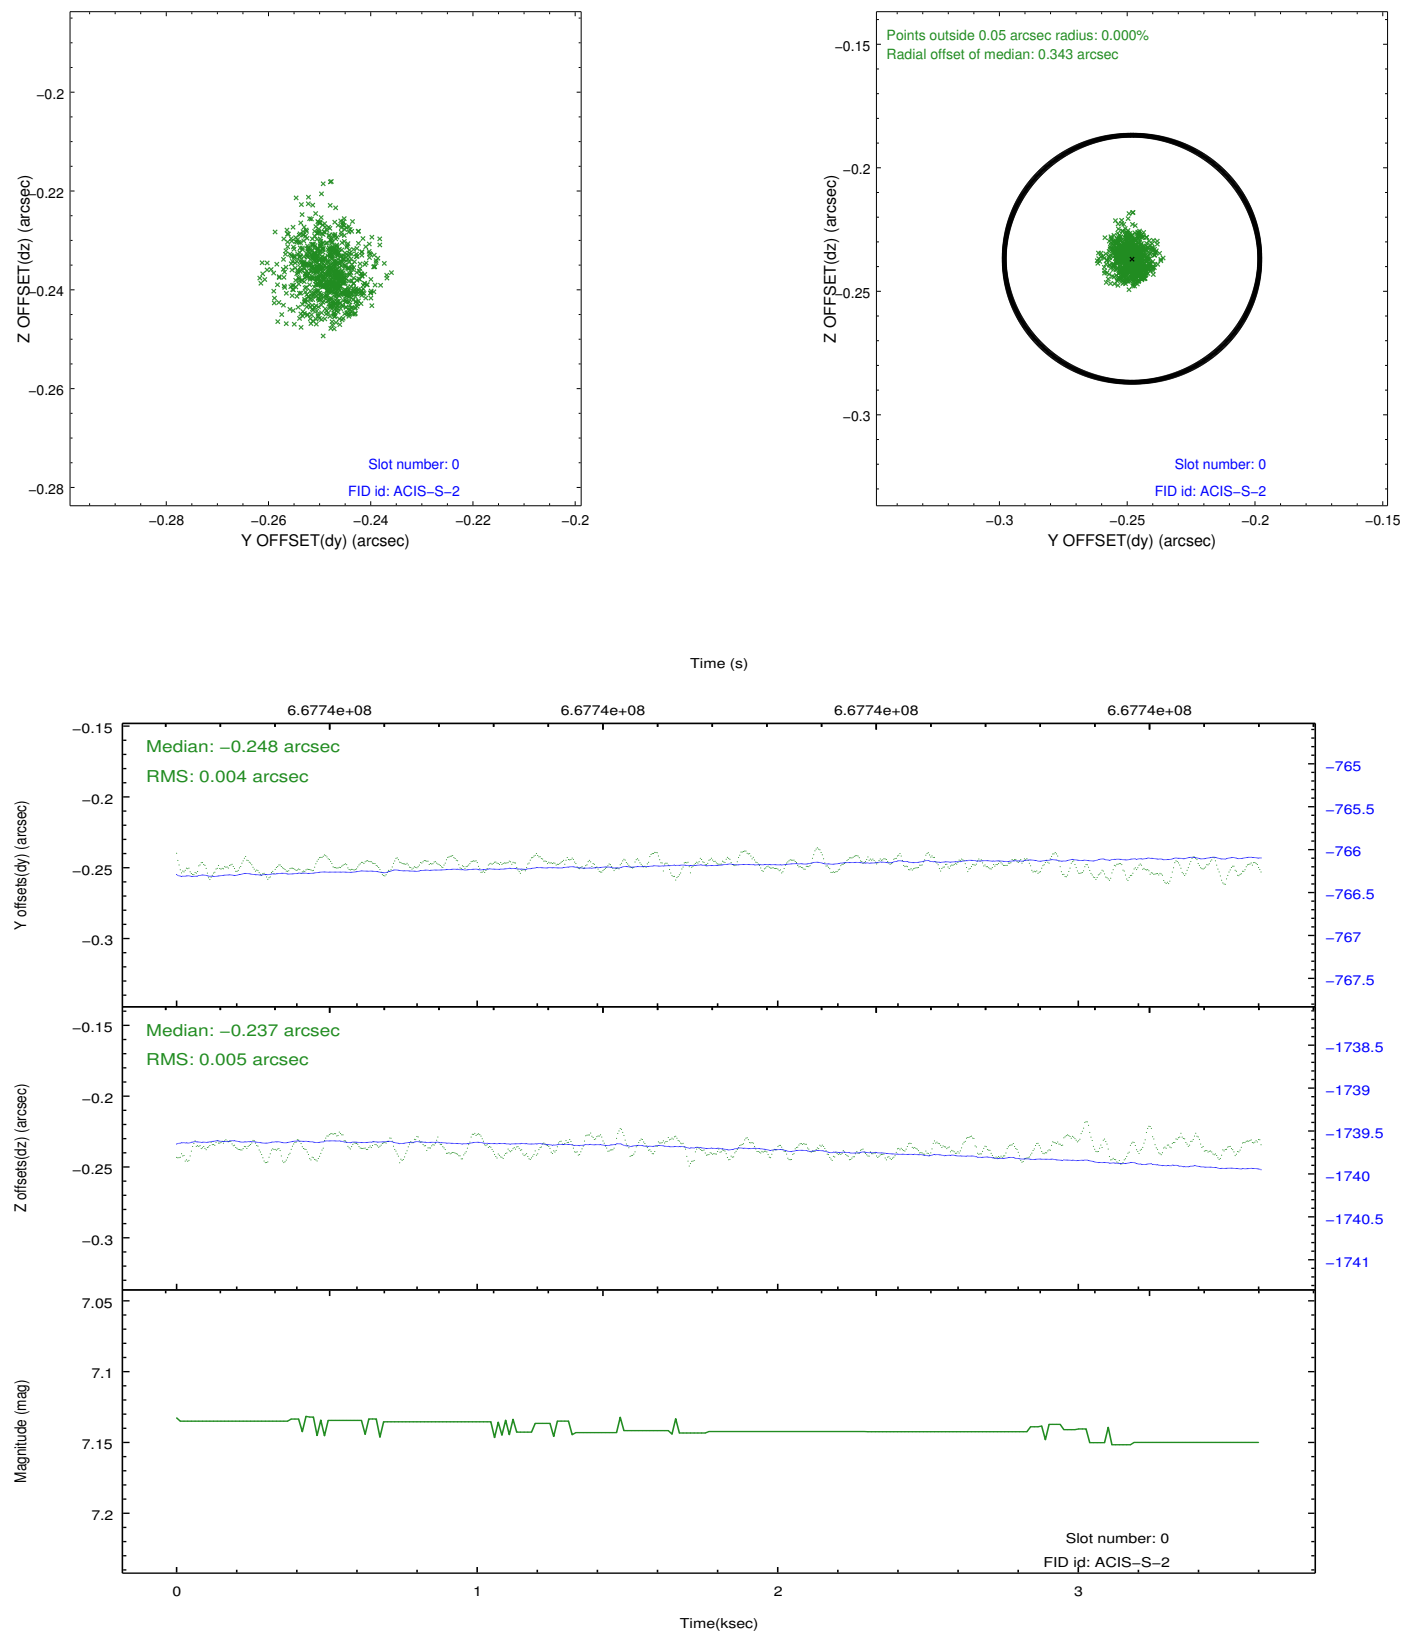 Points outside 0.05 arcsec radius: 0.000%
Radial offset of median: 0.343 arcsec
−0.2
−0.22
−0.24
−0.26
−0.28
Z OFFSET(dz) (arcsec)
Slot number: 0
FID id: ACIS−S−2
−0.28
−0.26
−0.24
−0.22
−0.2
Y OFFSET(dy) (arcsec)
−0.15
−0.2
−0.25
−0.3
Z OFFSET(dz) (arcsec)
Slot number: 0
FID id: ACIS−S−2
−0.3
−0.25
−0.2
−0.15
Y OFFSET(dy) (arcsec)
Time (s)
6.6774e+08
6.6774e+08
6.6774e+08
6.6774e+08
Median: −0.248 arcsec
RMS: 0.004 arcsec
−0.15
−0.2
−0.25
−0.3
Y offsets(dy) (arcsec)
−765
−765.5
−766
−766.5
−767
−767.5
Median: −0.237 arcsec
RMS: 0.005 arcsec
−0.15
−0.2
−0.25
−0.3
Z offsets(dz) (arcsec)
−1738.5
−1739
−1739.5
−1740
−1740.5
−1741
7.05
7.1
7.15
7.2
Magnitude (mag)
Slot number: 0
FID id: ACIS−S−2
0
1
2
3
Time(ksec)